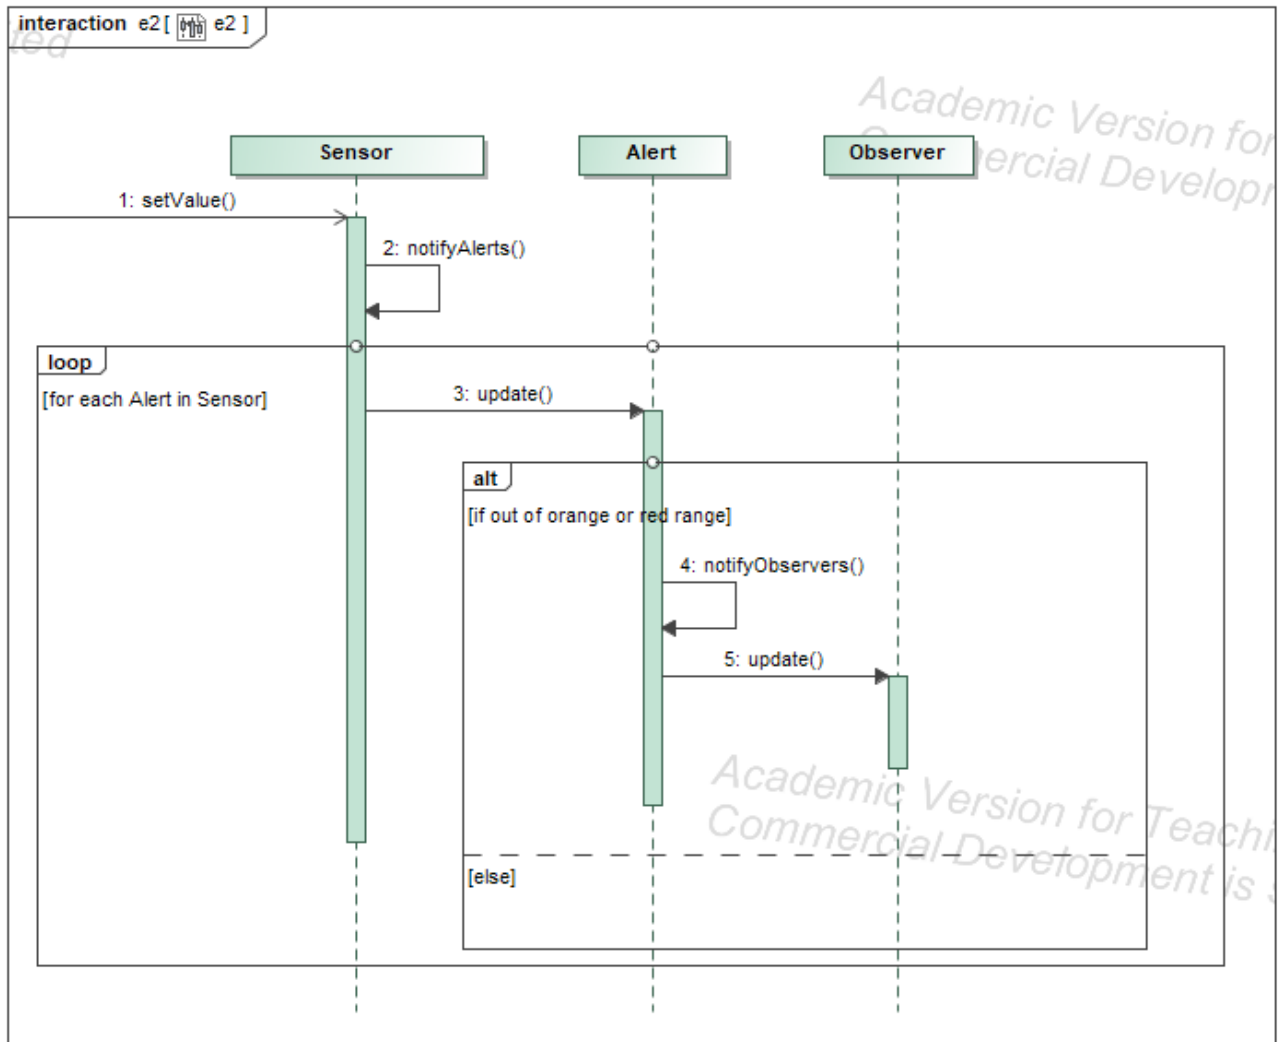 interaction e2 [ e2 ]
Academic Version for
ercial Developm
Sensor
Alert
Observer
1: setValue()
2: notifyAlerts()
loop
[for each Alert in Sensor]
3: update()
alt
[if out of orange or red range]
4: notifyObservers()
5: update()
Academic Version for Teachi
Commercial Development is
[else]